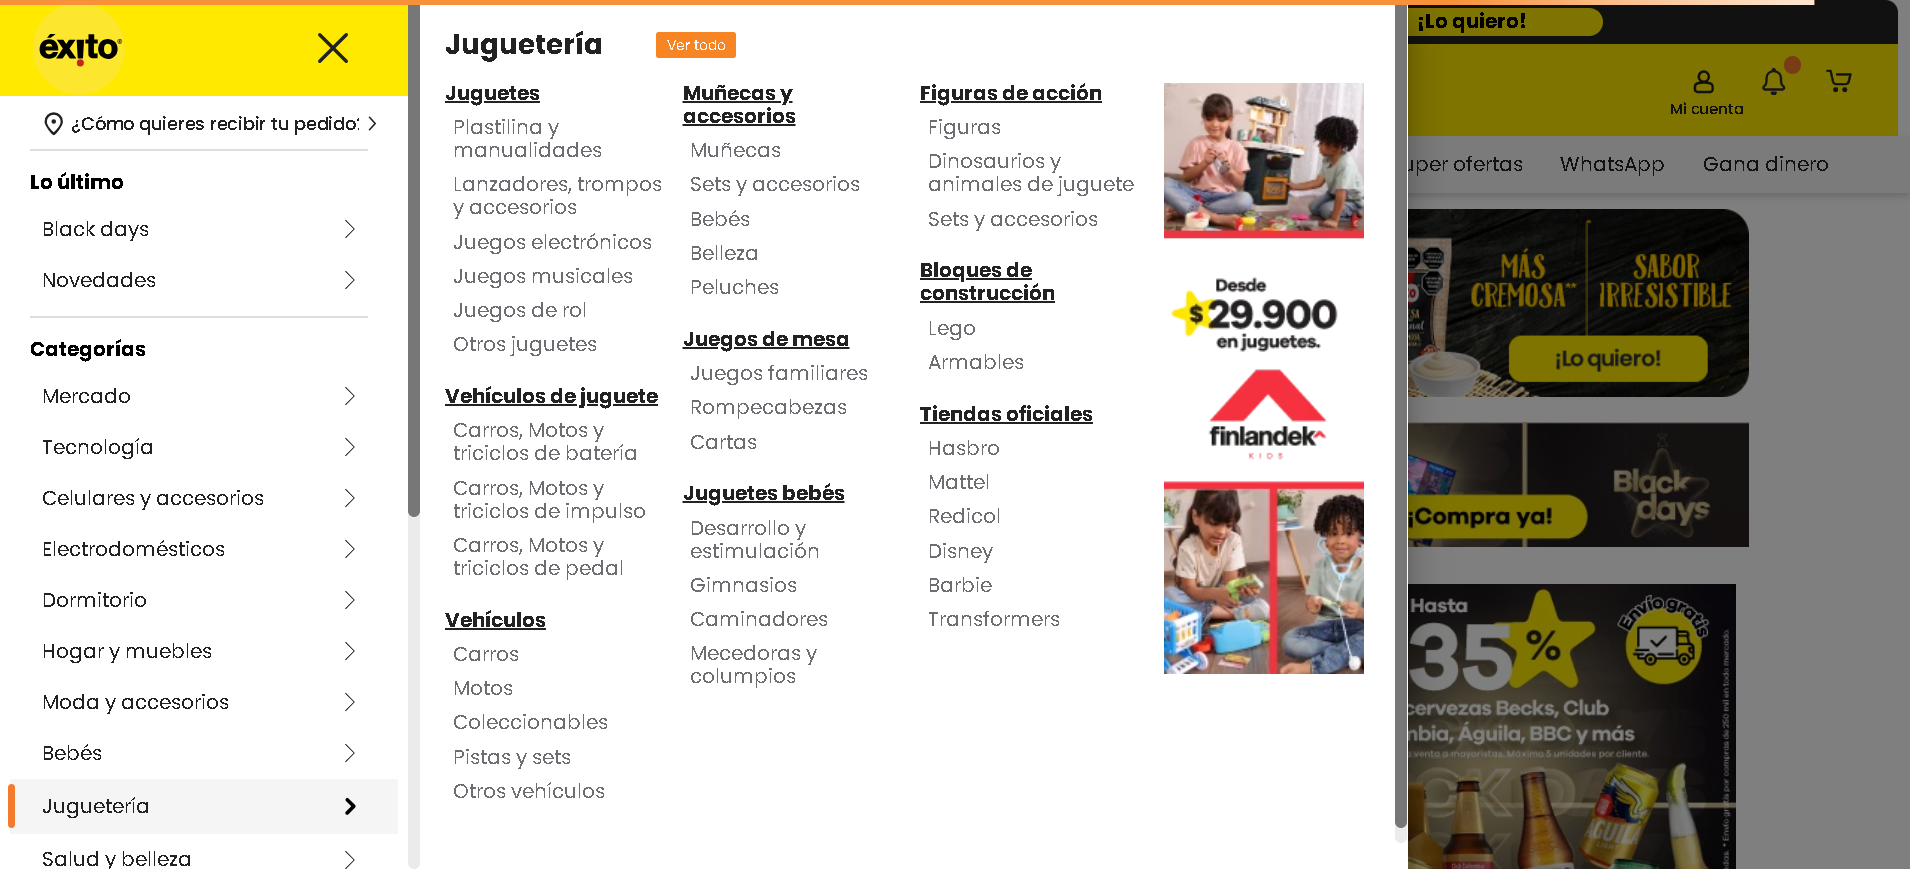 éxito
¿Cómo quieres recibir tu pedido?
Lo último
Black days
Novedades
Categorías
Mercado
Tecnología
Celulares y accesorios
Electrodomésticos
Dormitorio
Hogar y muebles
Moda y accesorios
Bebés
Juguetería
Salud y belleza
Juguetería
Ver todo
Juguetes
Plastilina y
manualidades
Lanzadores, trompos
y accesorios
Juegos electrónicos
Juegos musicales
Juegos de rol
Otros juguetes
Vehículos de juguete
Carros, Motos y
triciclos de batería
Carros, Motos y
triciclos de impulso
Carros, Motos y
triciclos de pedal
Vehículos
Carros
Motos
Coleccionables
Pistas y sets
Otros vehículos
Muñecas y
accesorios
Muñecas
Sets y accesorios
Bebés
Belleza
Peluches
Juegos de mesa
Juegos familiares
Rompecabezas
Cartas
Juguetes bebés
Desarrollo y
estimulación
Gimnasios
Caminadores
Mecedoras y
columpios
Figuras de acción
Figuras
Dinosaurios y
animales de juguete
Sets y accesorios
Bloques de
construcción
Lego
Armables
Tiendas oficiales
Hasbro
Mattel
Redicol
Disney
Barbie
Transformers
Desde
$29.900
en juguetes.
finlandek
KIDS
¡Lo quiero!
Mi cuenta
uper ofertas
WhatsApp
Gana dinero
MÁS
CREMOSA**
SABOR
IRRESISTIBLE
¡Lo quiero!
¡Compra ya!
Black
days
Hasta
35%
Envío gratis
cervezas Becks, Club
mbia, Águila, BBC y más
venta a mayoristas. Máximo 5 unidades por cliente.
ÁGUILA